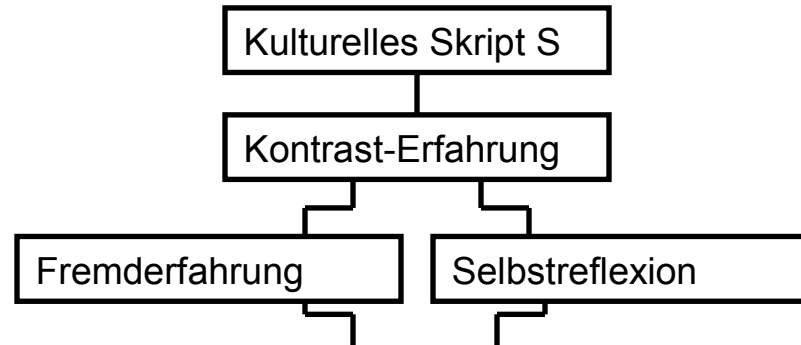 Kulturelles Skript S
Kontrast-Erfahrung
Fremderfahrung
Selbstreflexion